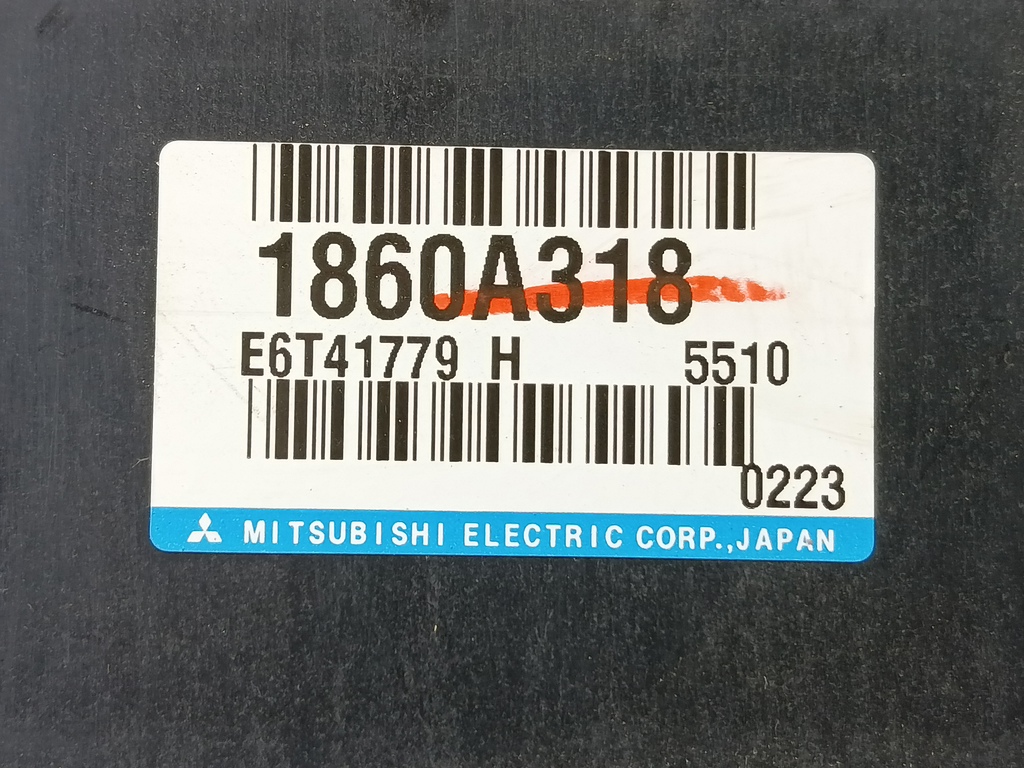 1860A318
E6T41779 H 5510
0223
MITSUBISHI ELECTRIC CORP.,JAPAN